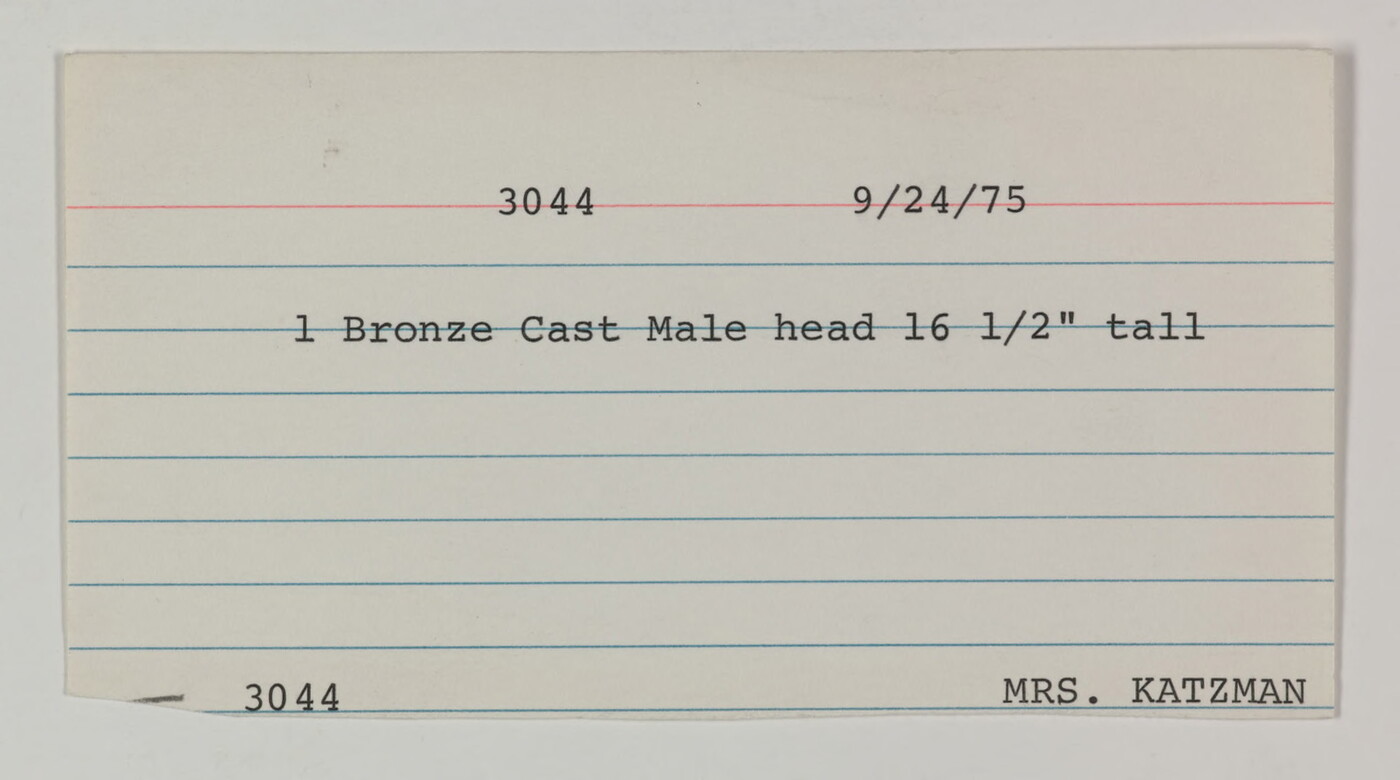 3044 9/24/75
1 Bronze Cast Male head 16 1/2" tall
3044 MRS. KATZMAN